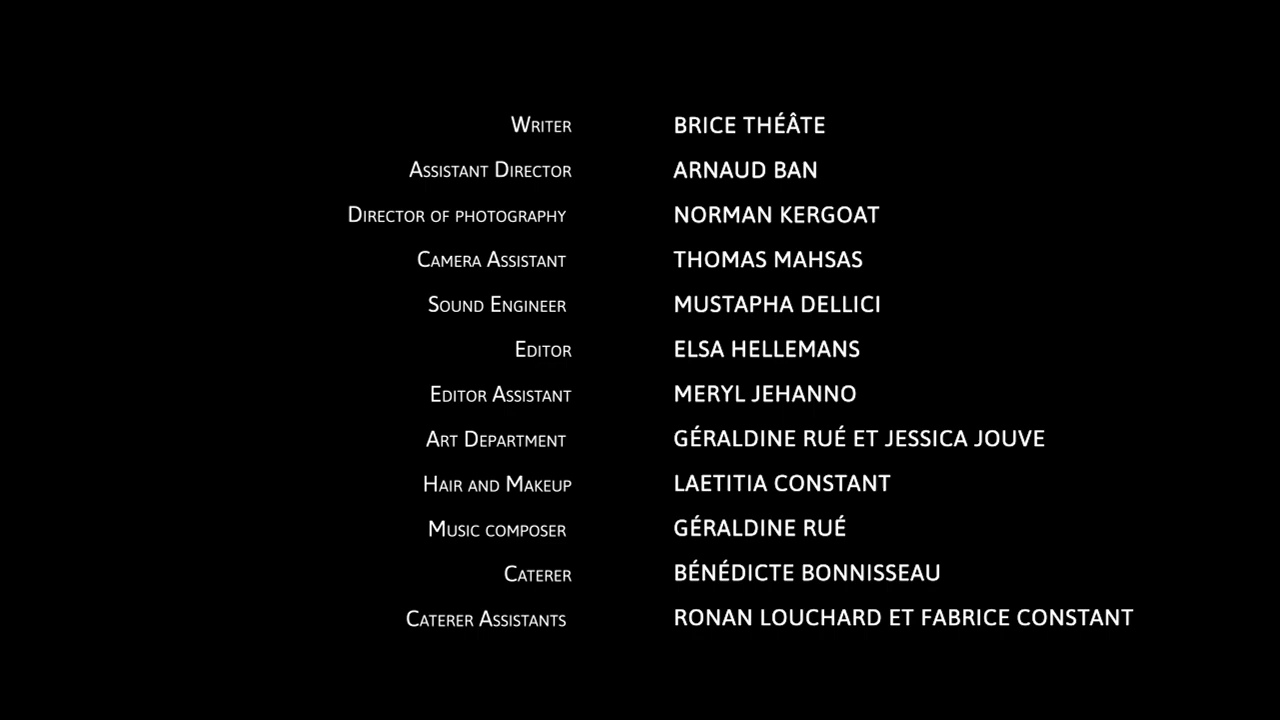 Writer BRICE THÉÂTE
Assistant Director ARNAUD BAN
Director of photography NORMAN KERGOAT
Camera Assistant THOMAS MAHSAS
Sound Engineer MUSTAPHA DELLICI
Editor ELSA HELLEMANS
Editor Assistant MERYL JEHANNO
Art Department GÉRALDINE RUÉ ET JESSICA JOUVE
Hair and Makeup LAETITIA CONSTANT
Music composer GÉRALDINE RUÉ
Caterer BÉNÉDICTE BONNISSEAU
Caterer Assistants RONAN LOUCHARD ET FABRICE CONSTANT